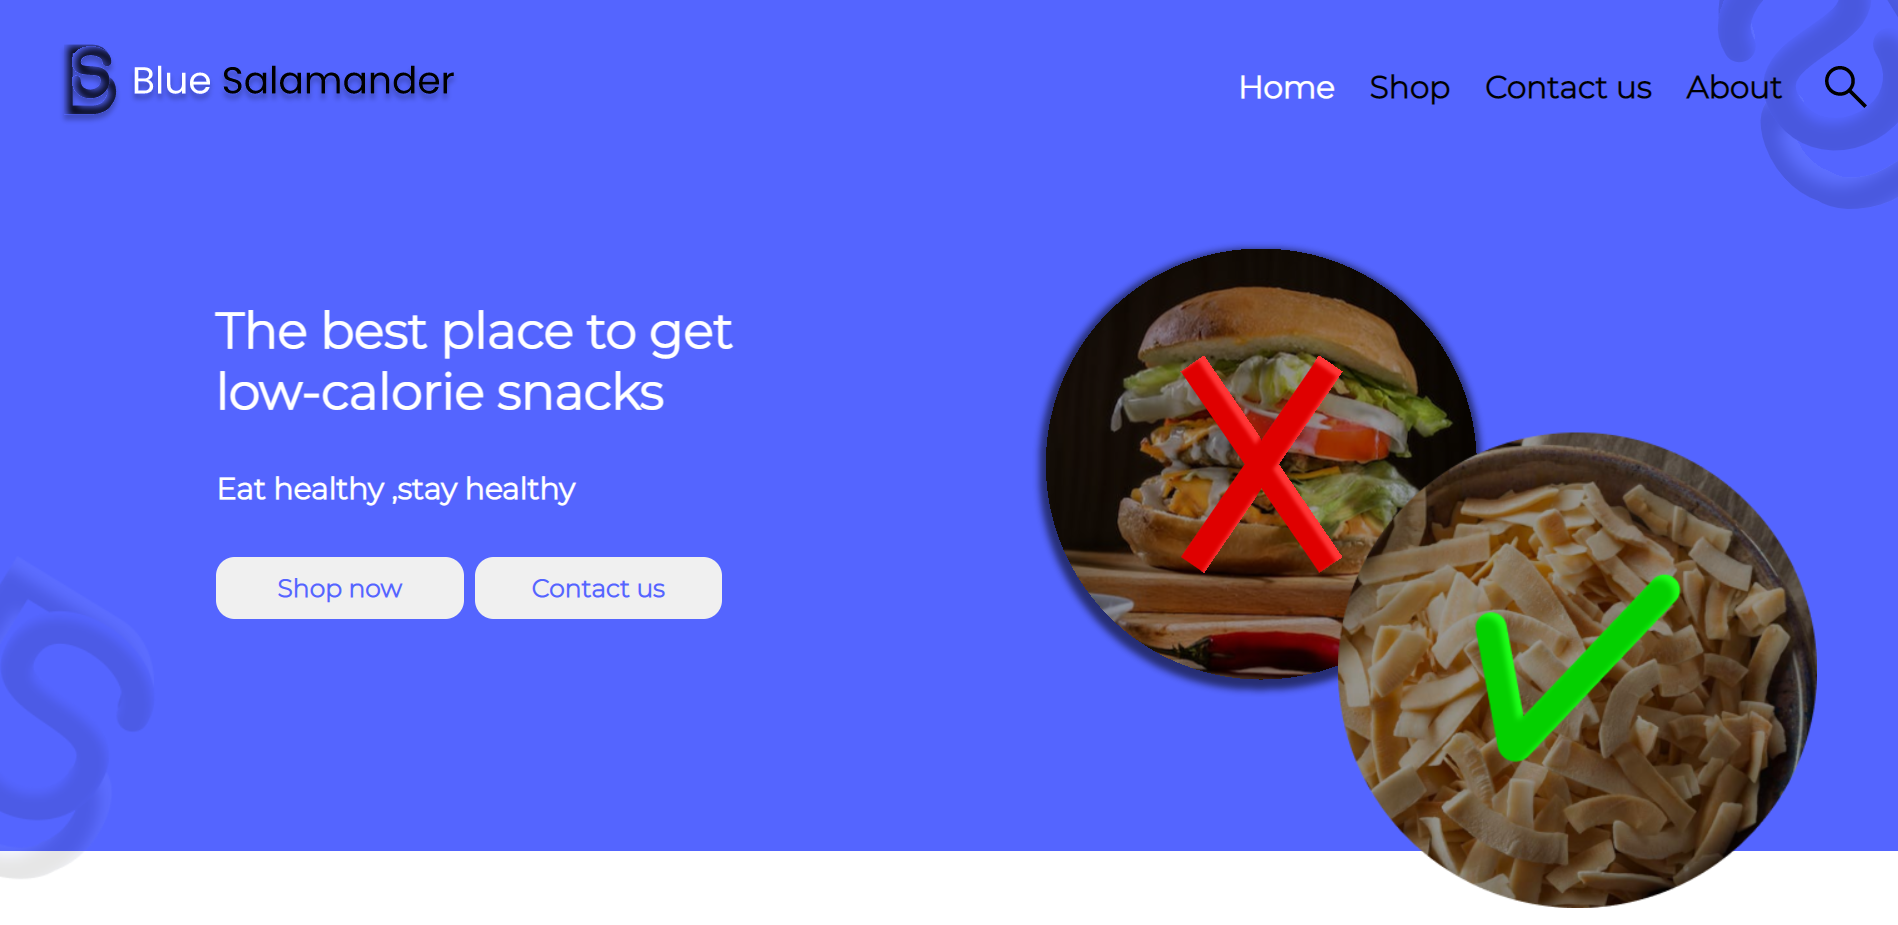 Blue Salamander
Home Shop Contact us About
The best place to get
low-calorie snacks
Eat healthy ,stay healthy
Shop now Contact us